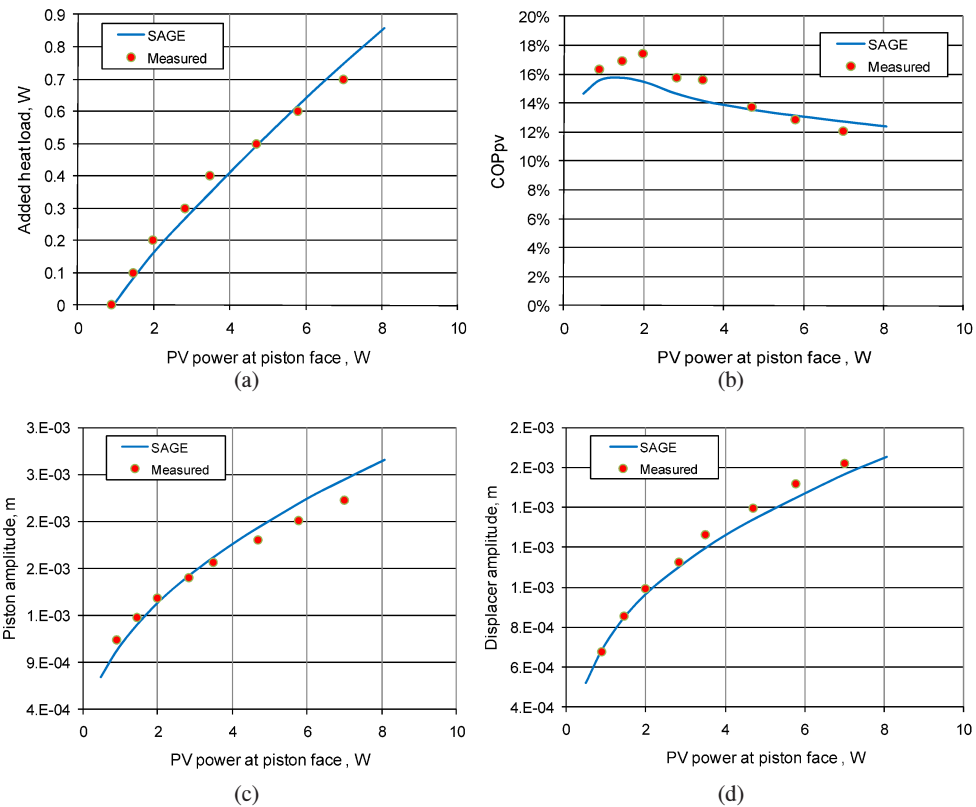 0.9
0.8
0.7
0.6
0.5
0.4
0.3
0.2
0.1
0
Added heat load, W
SAGE
Measured
0 2 4 6 8 10
PV power at piston face , W
(a)
20%
18%
16%
14%
12%
10%
8%
6%
4%
2%
0%
COPpv
SAGE
Measured
0 2 4 6 8 10
PV power at piston face , W
(b)
3.E-03
3.E-03
2.E-03
2.E-03
1.E-03
9.E-04
4.E-04
Piston amplitude, m
SAGE
Measured
0 2 4 6 8 10
PV power at piston face , W
(c)
2.E-03
2.E-03
1.E-03
1.E-03
1.E-03
8.E-04
6.E-04
4.E-04
Displacer amplitude, m
SAGE
Measured
0 2 4 6 8 10
PV power at piston face , W
(d)